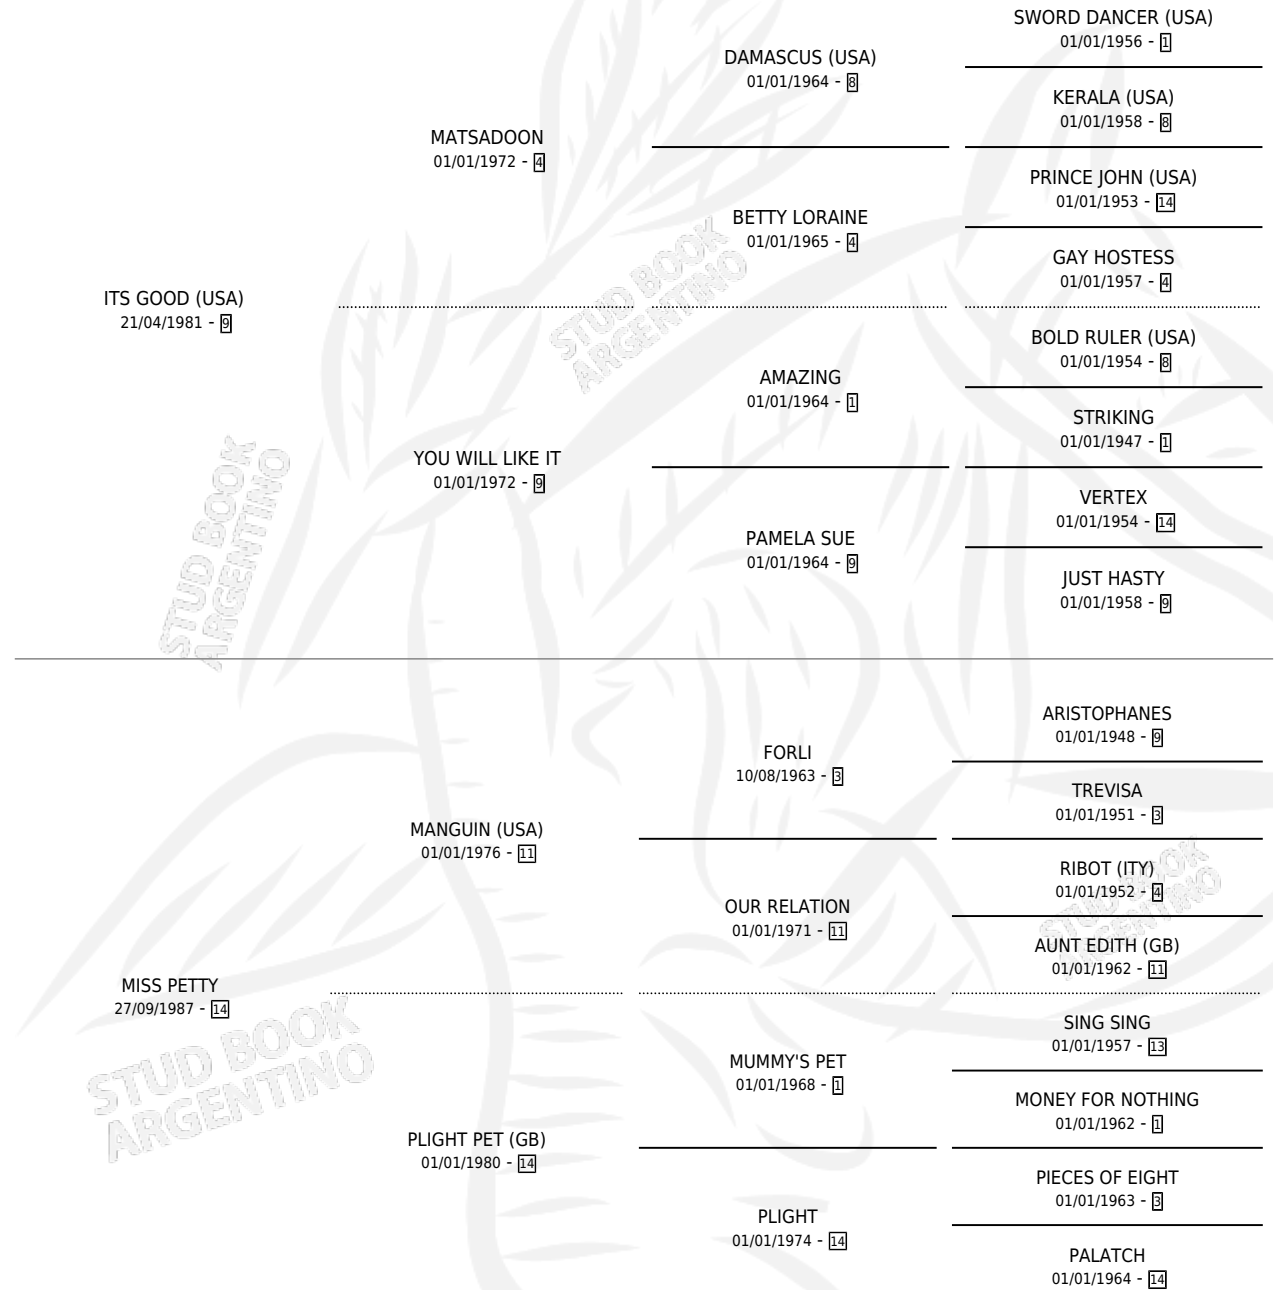 SWORD DANCER (USA)
01/01/1956 - 1
DAMASCUS (USA)
01/01/1964 - 8
KERALA (USA)
01/01/1958 - 8
MATSADOON
01/01/1972 - 4
PRINCE JOHN (USA)
01/01/1953 - 14
BETTY LORAINE
01/01/1965 - 4
GAY HOSTESS
01/01/1957 - 4
ITS GOOD (USA)
21/04/1981 - 9
STUD BOOK
ARGENTINO
BOLD RULER (USA)
01/01/1954 - 8
AMAZING
01/01/1964 - 1
STRIKING
01/01/1947 - 1
YOU WILL LIKE IT
01/01/1972 - 9
VERTEX
01/01/1954 - 14
PAMELA SUE
01/01/1964 - 9
JUST HASTY
01/01/1958 - 9
STUD BOOK
ARGENTINO
ARISTOPHANES
01/01/1948 - 9
FORLI
10/08/1963 - 3
TREVISA
01/01/1951 - 3
MANGUIN (USA)
01/01/1976 - 11
RIBOT (ITY)
01/01/1952 - 4
OUR RELATION
01/01/1971 - 11
STUD BOOK
ARGENTINO
AUNT EDITH (GB)
01/01/1962 - 11
MISS PETTY
27/09/1987 - 14
STUD BOOK
ARGENTINO
SING SING
01/01/1957 - 13
MUMMY'S PET
01/01/1968 - 1
MONEY FOR NOTHING
01/01/1962 - 1
PLIGHT PET (GB)
01/01/1980 - 14
PIECES OF EIGHT
01/01/1963 - 3
PLIGHT
01/01/1974 - 14
PALATCH
01/01/1964 - 14